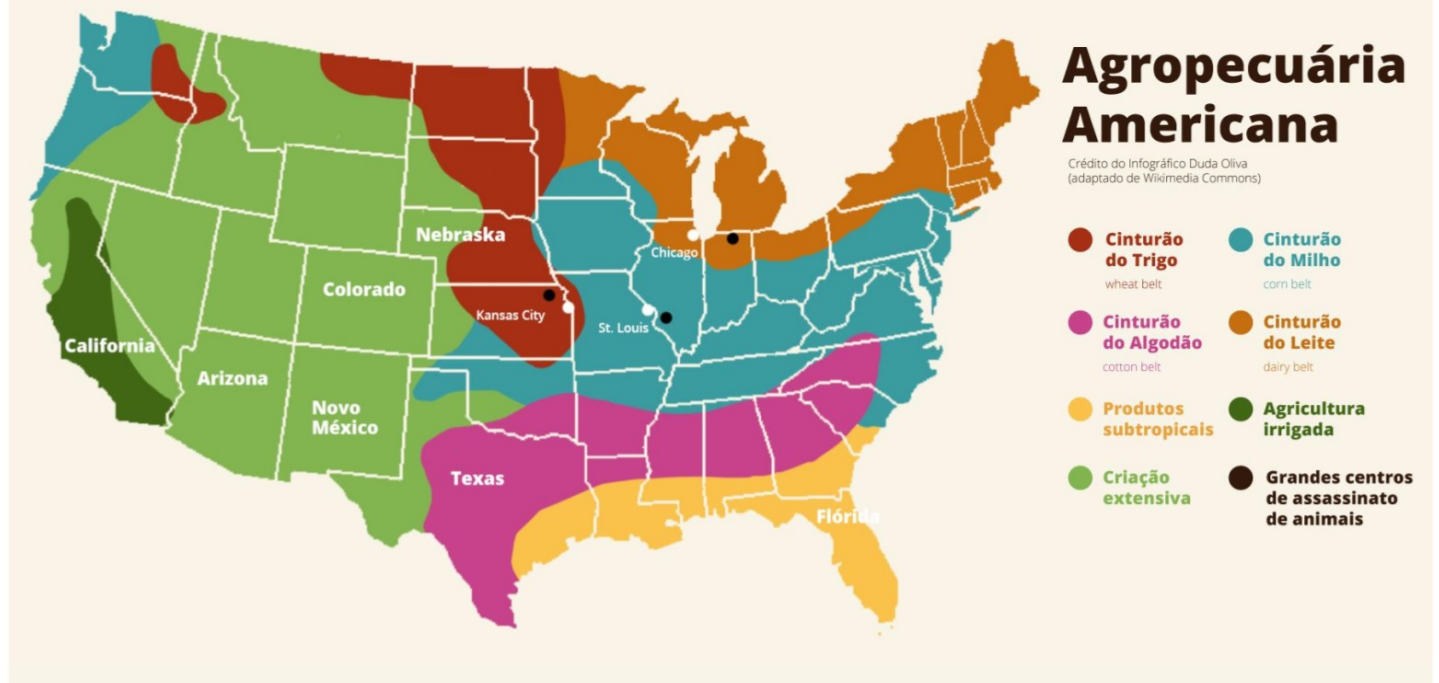 Agropecuária
Americana
Crédito do Infográfico Duda Oliva
(adaptado de Wikimedia Commons)
Cinturão
do Trigo
wheat belt
Cinturão
do Milho
corn belt
Cinturão
do Algodão
cotton belt
Cinturão
do Leite
dairy belt
Produtos
subtropicais
Agricultura
irrigada
Criação
extensiva
Grandes centros
de assassinato
de animais
Nebraska
Chicago
Colorado
Kansas City
St. Louis
California
Arizona
Novo
México
Texas
Flórida